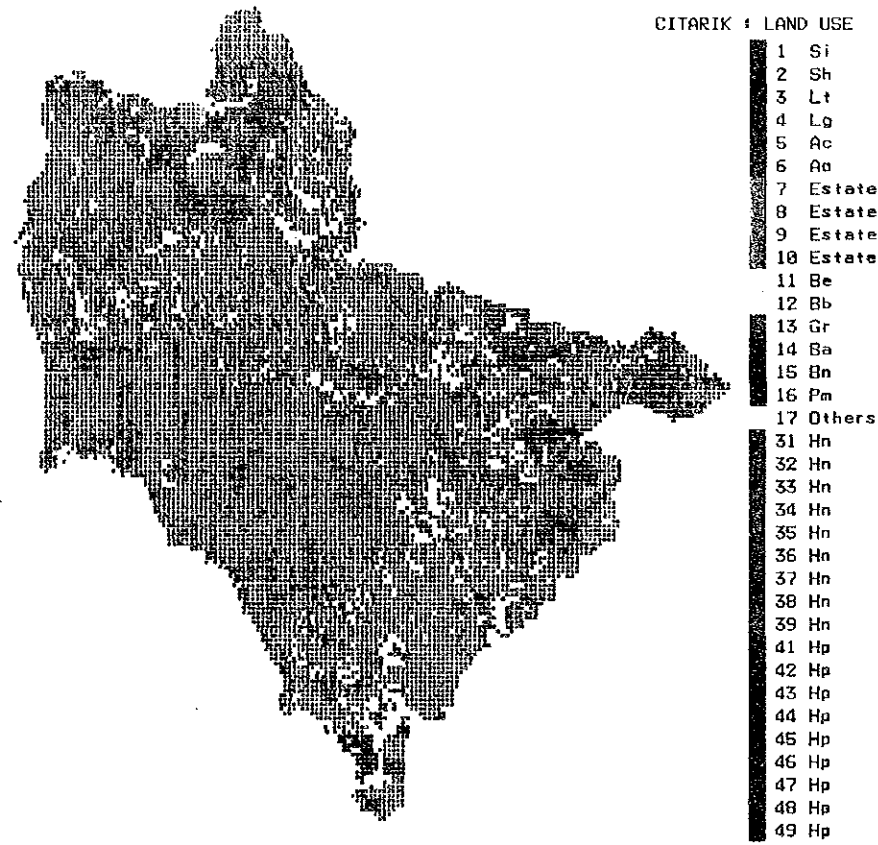 CITARIK : LAND USE
1 Si
2 Sh
3 Lt
4 Lg
5 Ac
6 Aa
7 Estate
8 Estate
9 Estate
10 Estate
11 Be
12 Bb
13 Gr
14 Ba
15 Bn
16 Pm
17 Others
31 Hn
32 Hn
33 Hn
34 Hn
35 Hn
36 Hn
37 Hn
38 Hn
39 Hn
41 Hp
42 Hp
43 Hp
44 Hp
45 Hp
46 Hp
47 Hp
48 Hp
49 Hp